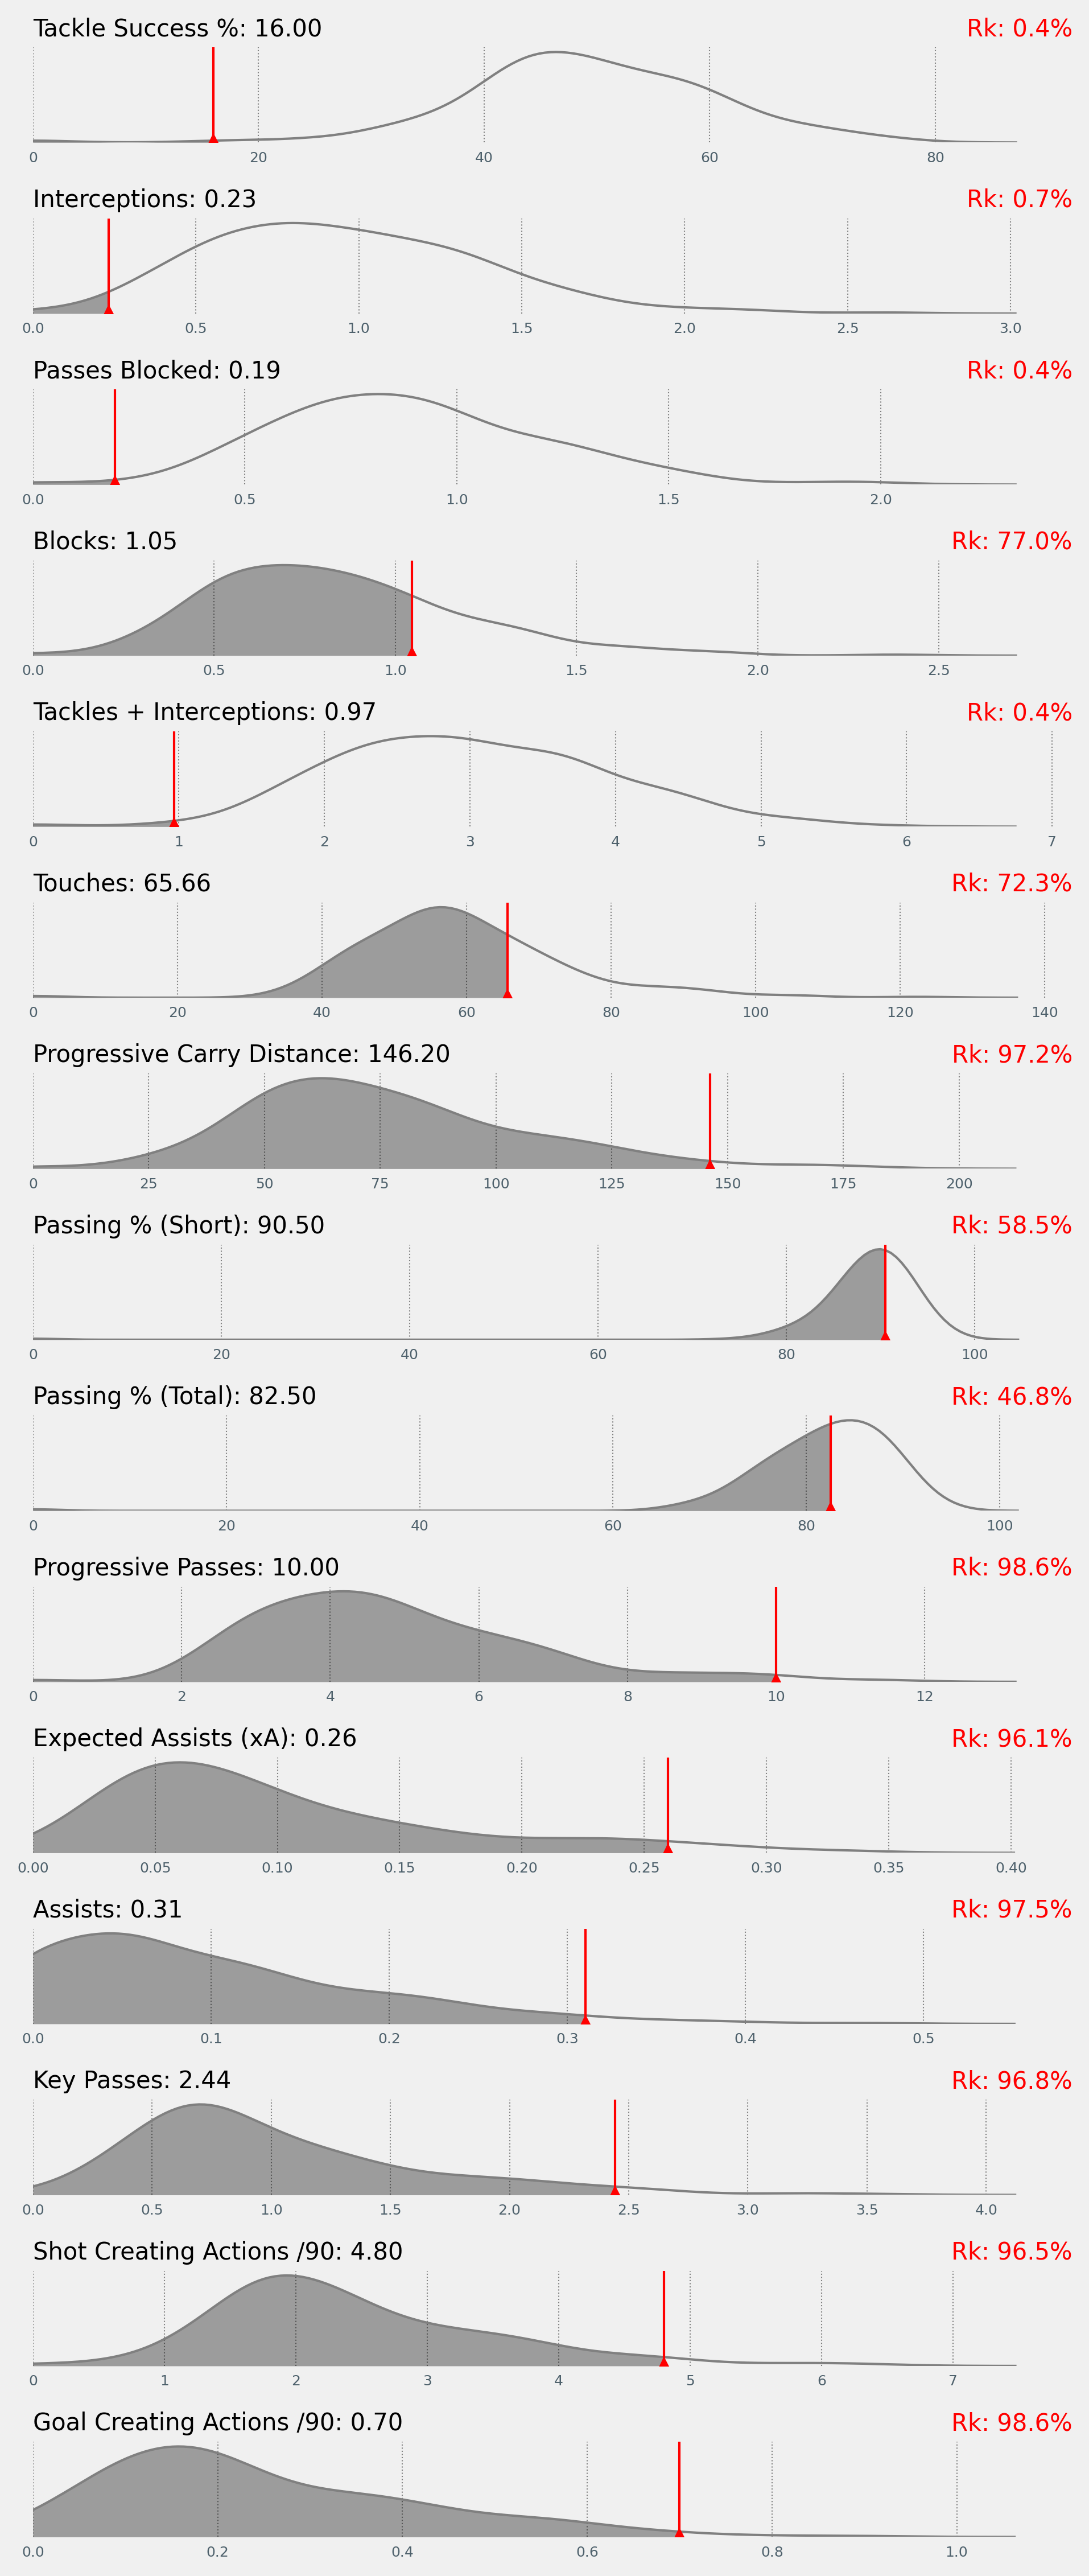 Tackle Success %: 16.00 Rk: 0.4%
0 20 40 60 80
Interceptions: 0.23 Rk: 0.7%
0.0 0.5 1.0 1.5 2.0 2.5 3.0
Passes Blocked: 0.19 Rk: 0.4%
0.0 0.5 1.0 1.5 2.0
Blocks: 1.05 Rk: 77.0%
0.0 0.5 1.0 1.5 2.0 2.5
Tackles + Interceptions: 0.97 Rk: 0.4%
0 1 2 3 4 5 6 7
Touches: 65.66 Rk: 72.3%
0 20 40 60 80 100 120 140
Progressive Carry Distance: 146.20 Rk: 97.2%
0 25 50 75 100 125 150 175 200
Passing % (Short): 90.50 Rk: 58.5%
0 20 40 60 80 100
Passing % (Total): 82.50 Rk: 46.8%
0 20 40 60 80 100
Progressive Passes: 10.00 Rk: 98.6%
0 2 4 6 8 10 12
Expected Assists (xA): 0.26 Rk: 96.1%
0.00 0.05 0.10 0.15 0.20 0.25 0.30 0.35 0.40
Assists: 0.31 Rk: 97.5%
0.0 0.1 0.2 0.3 0.4 0.5
Key Passes: 2.44 Rk: 96.8%
0.0 0.5 1.0 1.5 2.0 2.5 3.0 3.5 4.0
Shot Creating Actions /90: 4.80 Rk: 96.5%
0 1 2 3 4 5 6 7
Goal Creating Actions /90: 0.70 Rk: 98.6%
0.0 0.2 0.4 0.6 0.8 1.0